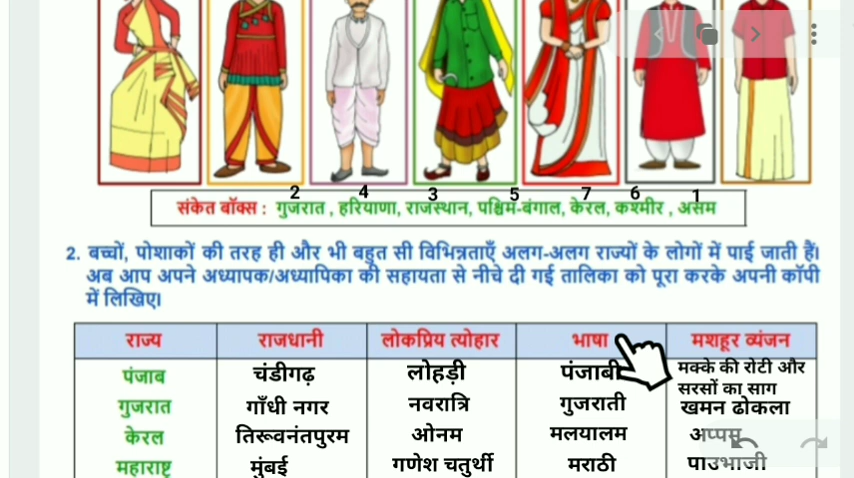 2 4 3 5 7 6 1
संकेत बॉक्स : गुजरात , हरियाणा, राजस्थान, पश्चिम-बंगाल, केरल, कश्मीर , असम
2. बच्चों, पोशाकों की तरह ही और भी बहुत सी विभिन्नताएँ अलग-अलग राज्यों के लोगों में पाई जाती हैं।
अब आप अपने अध्यापक/अध्यापिका की सहायता से नीचे दी गई तालिका को पूरा करके अपनी कॉपी
में लिखिए।
राज्य राजधानी लोकप्रिय त्योहार भाषा मशहूर व्यंजन
पंजाब चंडीगढ़ लोहड़ी पंजाबी मक्के की रोटी और
सरसों का साग
गुजरात गाँधी नगर नवरात्रि गुजराती खमन ढोकला
केरल तिरूवनंतपुरम ओनम मलयालम अप्पम
महाराष्ट्र मुंबई गणेश चतुर्थी मराठी पाउभाजी